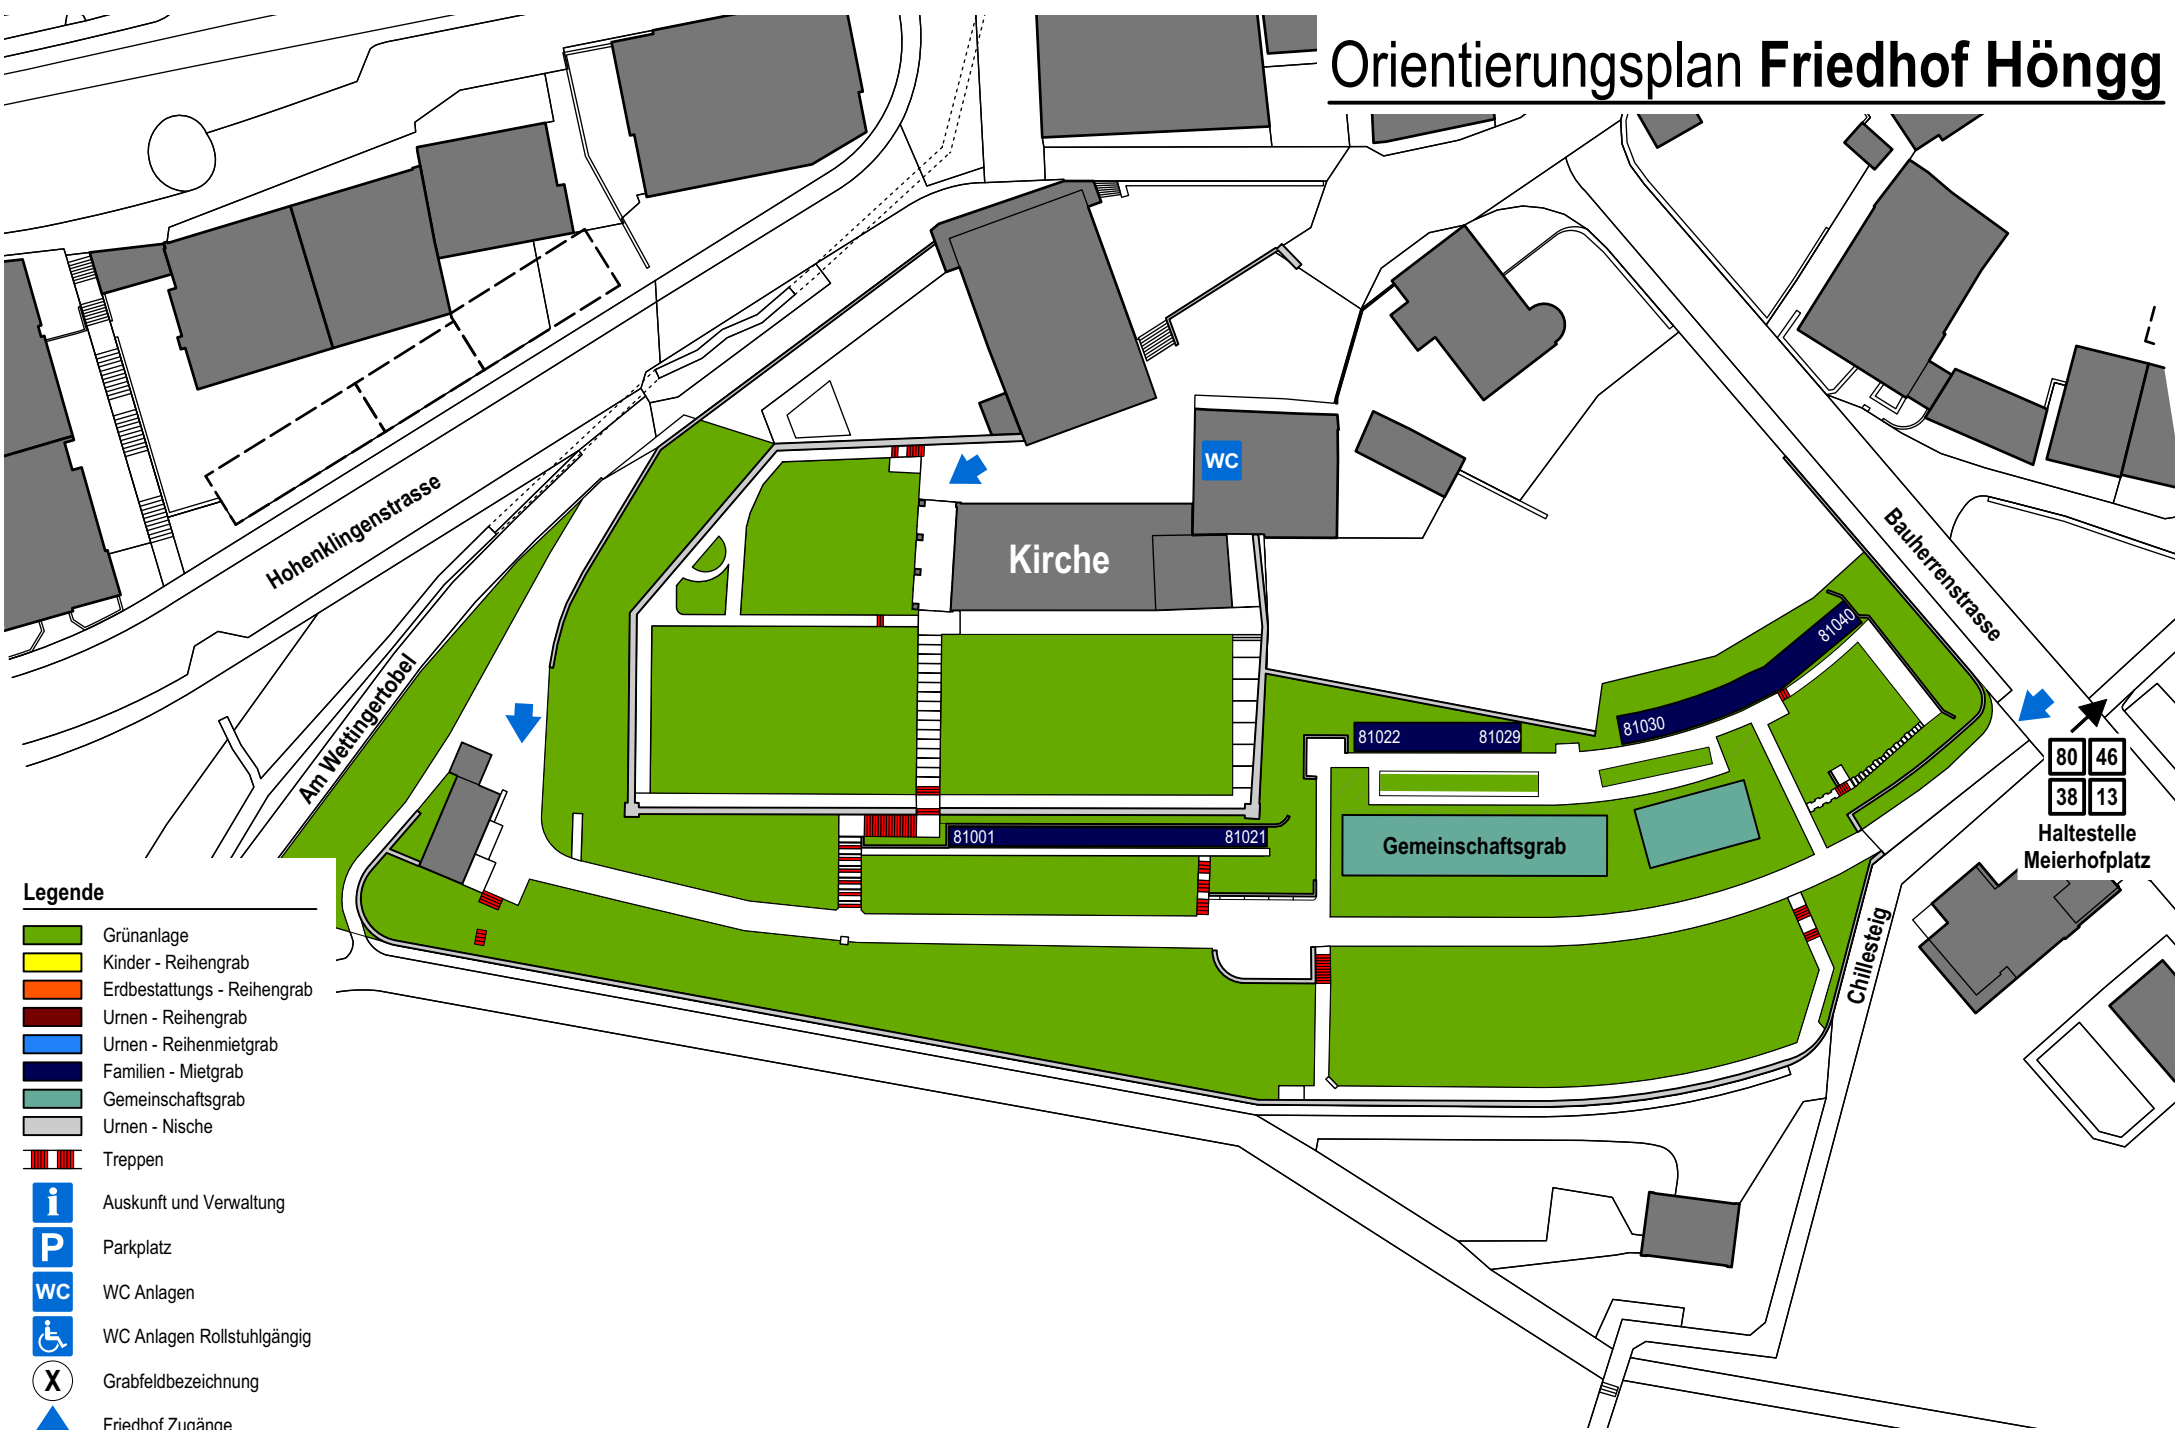 Orientierungsplan Friedhof Höngg
WC
Kirche
Hohenklingenstrasse
Am Wettingertobel
Bauherrenstrasse
81040
81030
81022 81029
81001 81021
Gemeinschaftsgrab
80 46
38 13
Haltestelle
Meierhofplatz
Chillesteig
Legende
Grünanlage
Kinder - Reihengrab
Erdbestattungs - Reihengrab
Urnen - Reihengrab
Urnen - Reihenmietgrab
Familien - Mietgrab
Gemeinschaftsgrab
Urnen - Nische
Treppen
i Auskunft und Verwaltung
P Parkplatz
WC WC Anlagen
WC Anlagen Rollstuhlgängig
X Grabfeldbezeichnung
Friedhof Zugänge